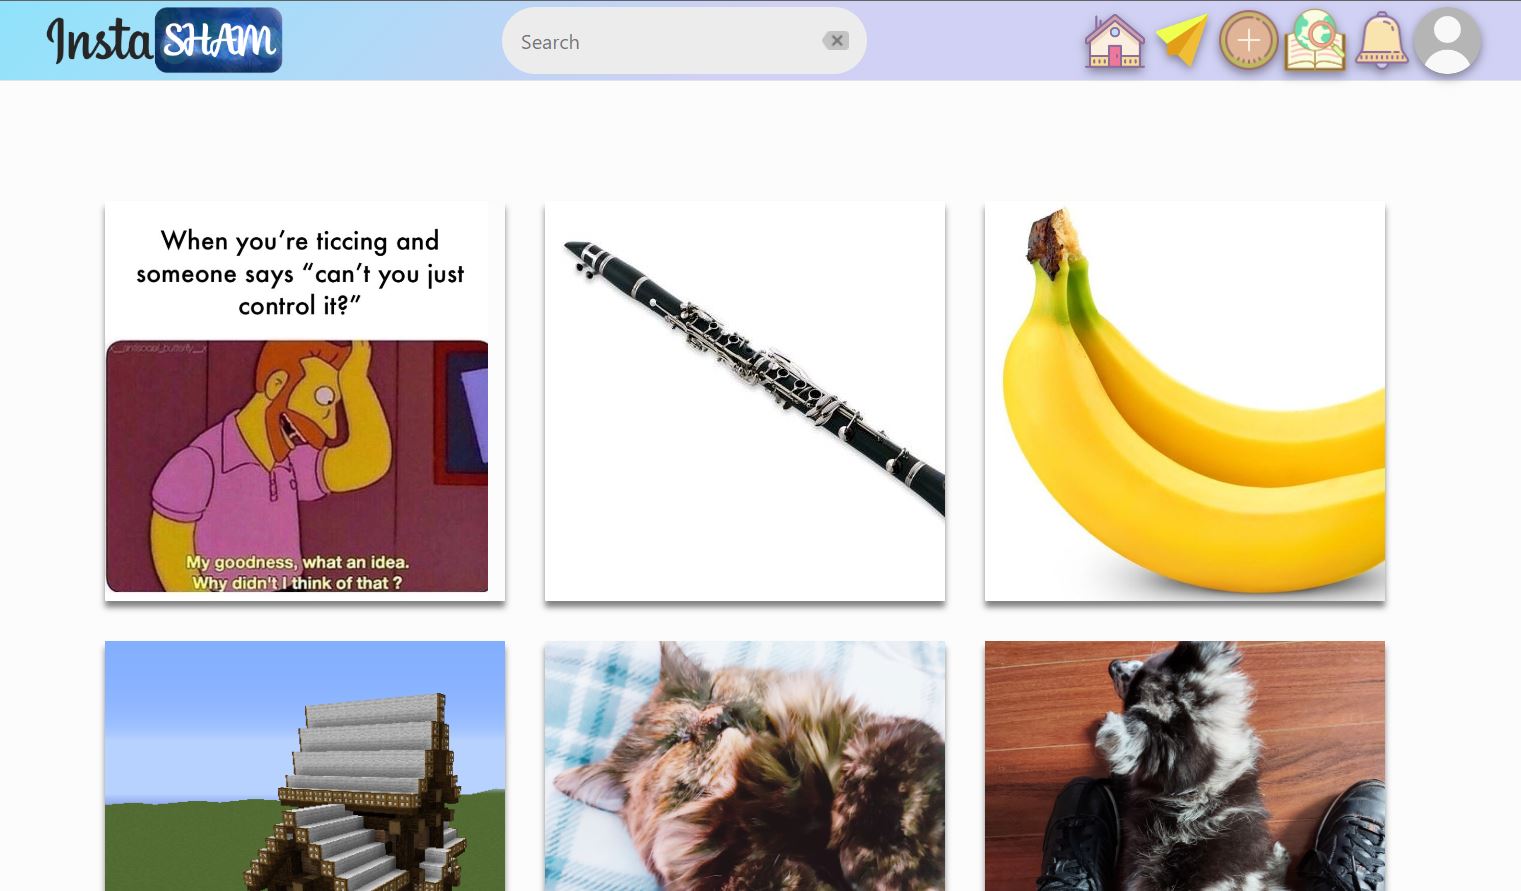 Insta SHAM
Search
When you're ticcing and
someone says “can't you just
control it?”
My goodness, what an idea.
Why didn't I think of that ?